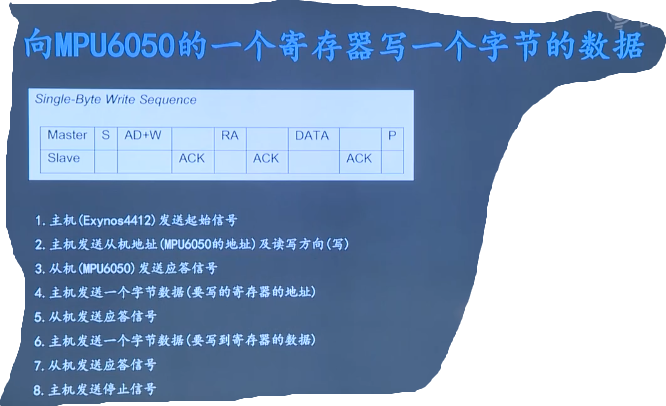 向MPU6050的一个寄存器写一个字节的数据
Single-Byte Write Sequence
Master S AD+W RA DATA P
Slave ACK ACK ACK
1.主机(Exynos4412)发送起始信号
2.主机发送从机地址(MPU6050的地址)及读写方向(写)
3.从机(MPU6050)发送应答信号
4.主机发送一个字节数据(要写的寄存器的地址)
5.从机发送应答信号
6.主机发送一个字节数据(要写到寄存器的数据)
7.从机发送应答信号
8.主机发送停止信号